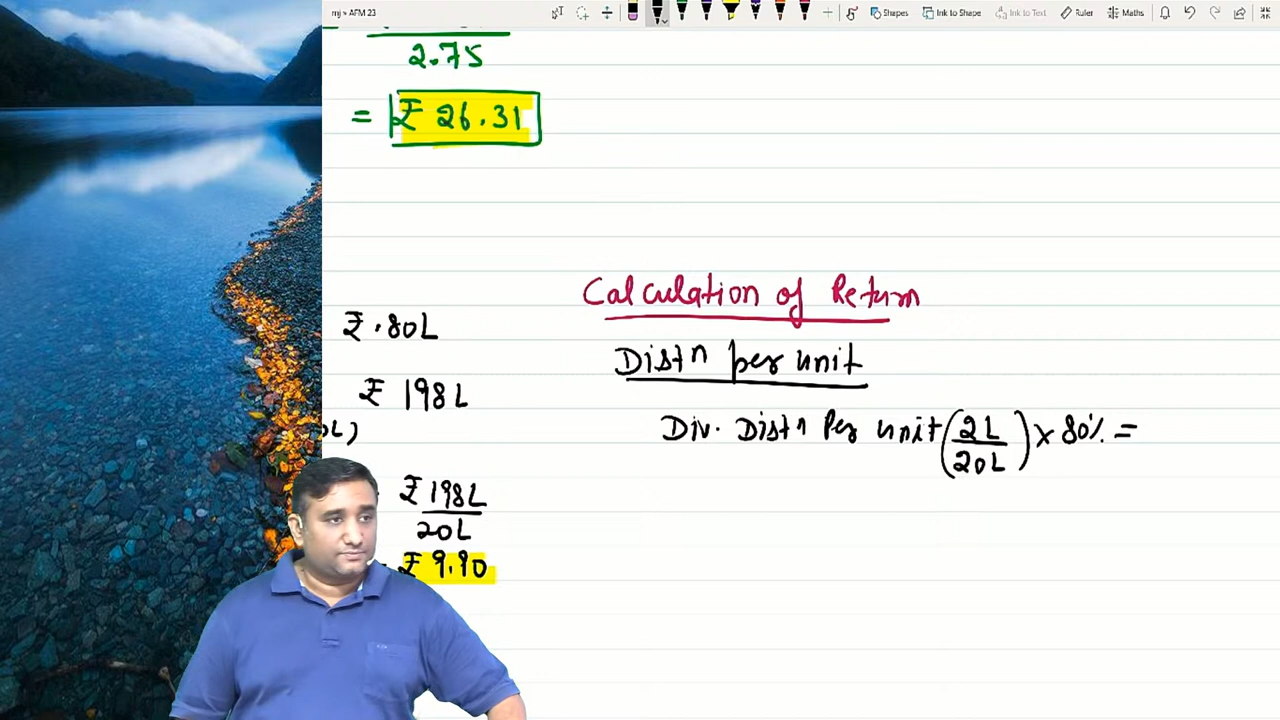 mj × AFM 23
Shapes
Ink to Shape
Ink to Text
Ruler
Maths
2.75
= ₹ 26.31
Calculation of Return
₹ .80L
Distⁿ per unit
₹ 198L
Div. Distⁿ Per unit (2L/20L) × 80% =
0L)
₹ 198L
20L
₹ 9.90